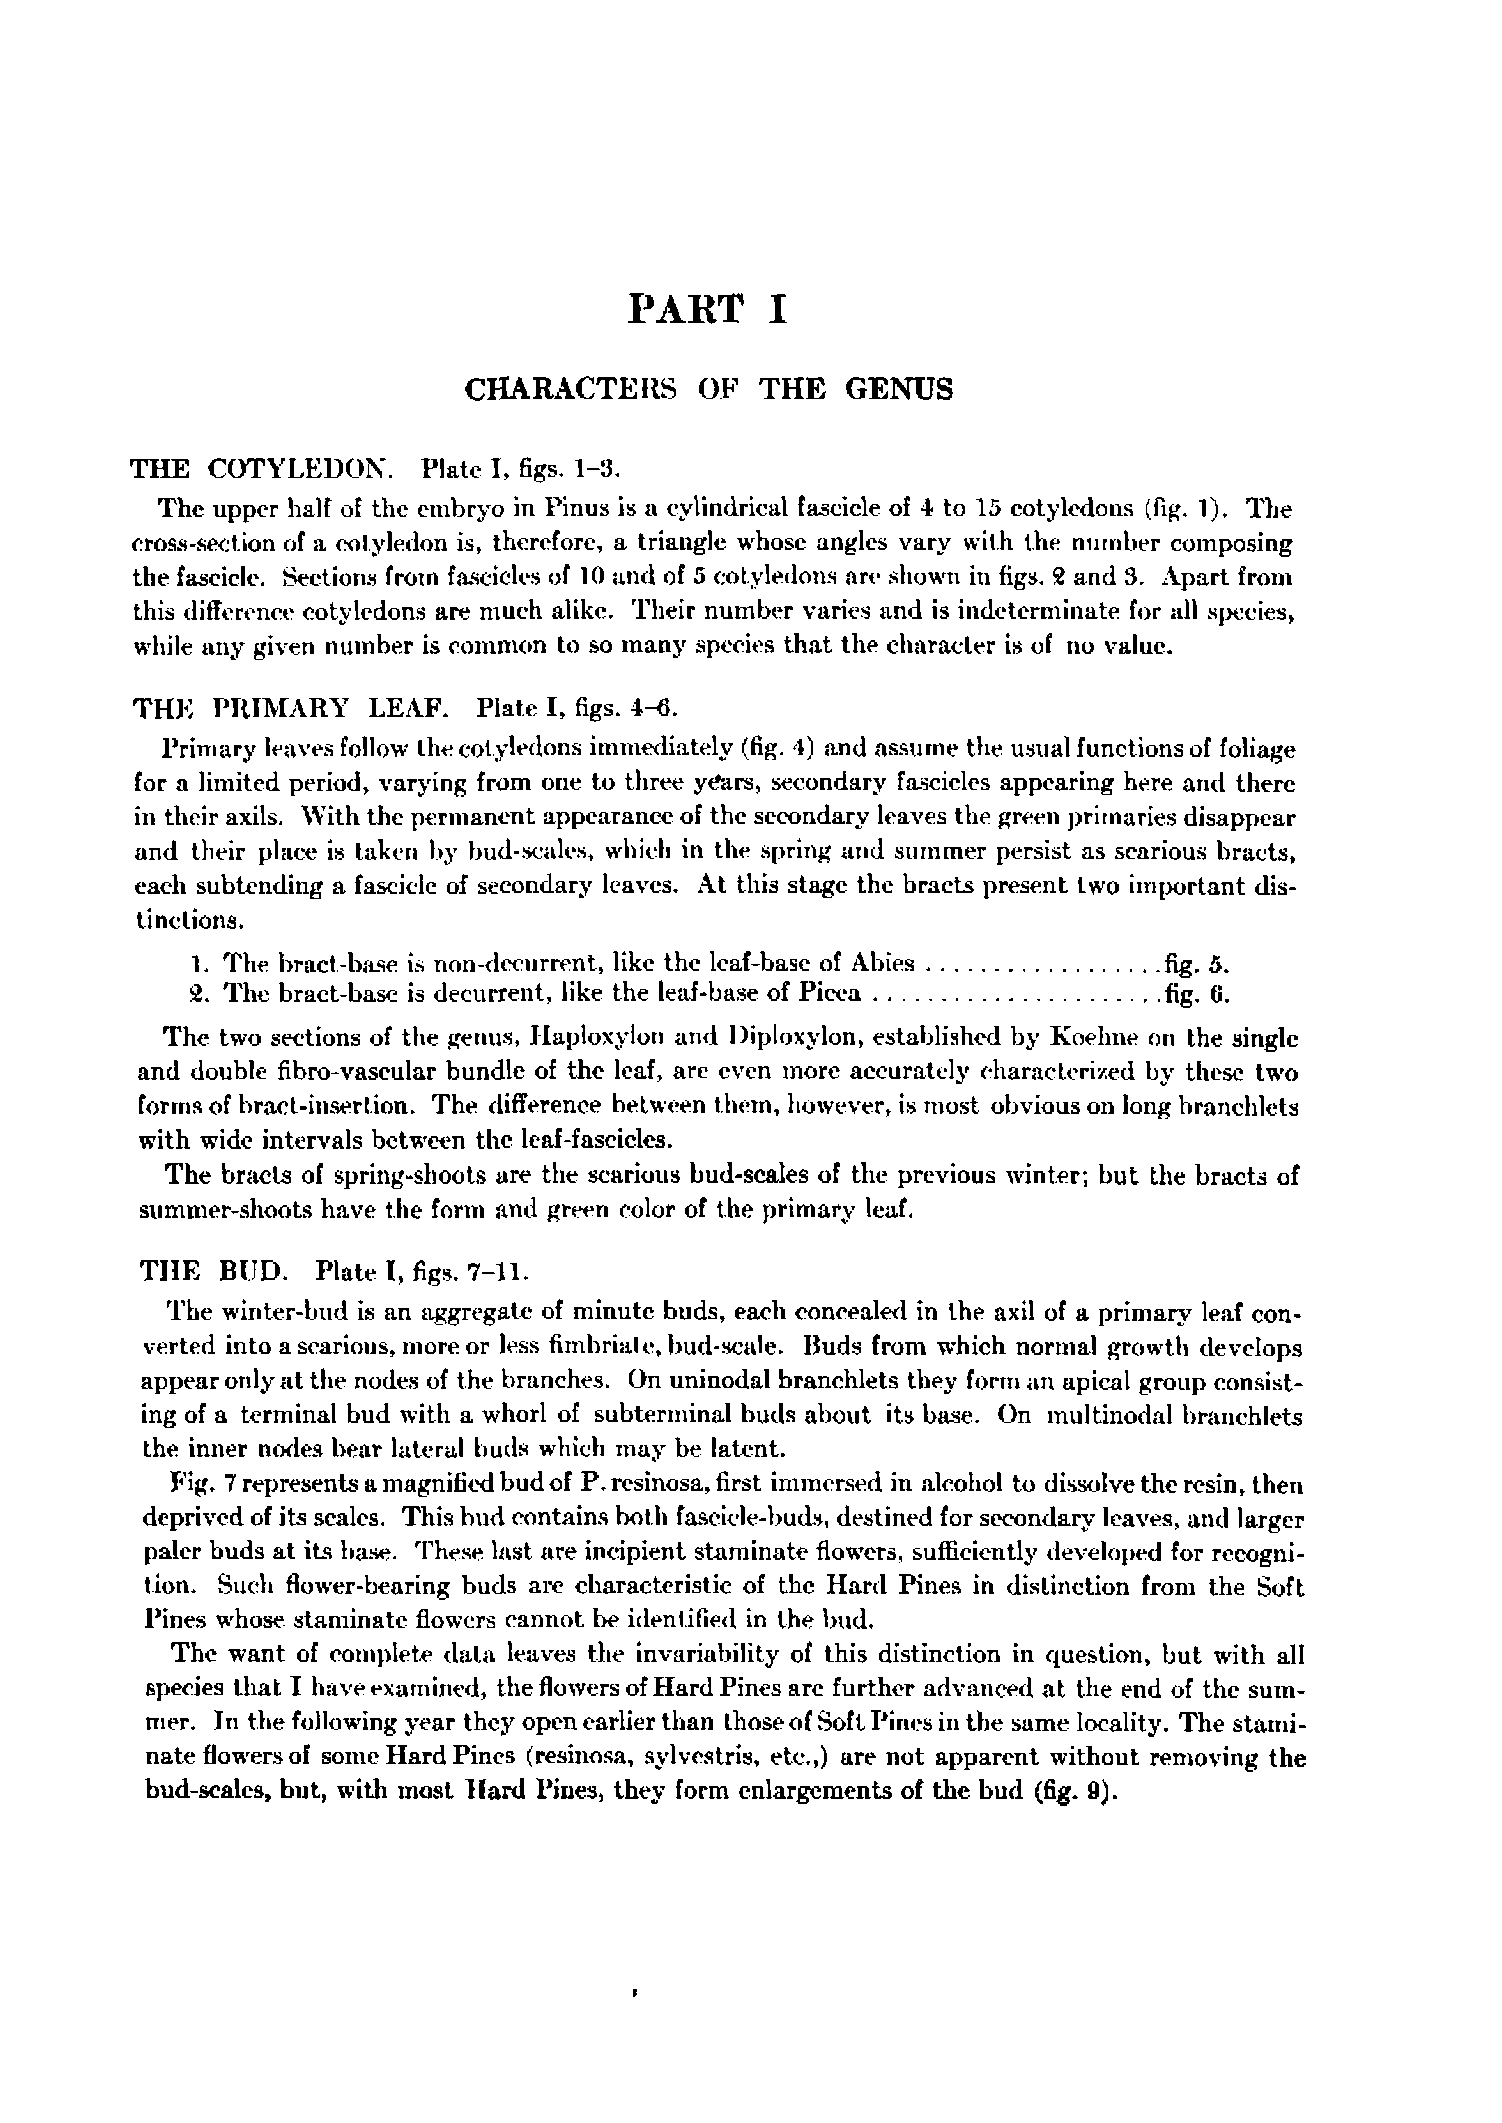 PART I
CHARACTERS OF THE GENUS
THE COTYLEDON. Plate I, figs. 1–3.
The upper half of the embryo in Pinus is a cylindrical fascicle of 4 to 15 cotyledons (fig. 1). The
cross-section of a cotyledon is, therefore, a triangle whose angles vary with the number composing
the fascicle. Sections from fascicles of 10 and of 5 cotyledons are shown in figs. 2 and 3. Apart from
this difference cotyledons are much alike. Their number varies and is indeterminate for all species,
while any given number is common to so many species that the character is of no value.
THE PRIMARY LEAF. Plate I, figs. 4–6.
Primary leaves follow the cotyledons immediately (fig. 4) and assume the usual functions of foliage
for a limited period, varying from one to three years, secondary fascicles appearing here and there
in their axils. With the permanent appearance of the secondary leaves the green primaries disappear
and their place is taken by bud-scales, which in the spring and summer persist as scarious bracts,
each subtending a fascicle of secondary leaves. At this stage the bracts present two important dis-
tinctions.
1. The bract-base is non-decurrent, like the leaf-base of Abies ..................fig. 5.
2. The bract-base is decurrent, like the leaf-base of Picea ......................fig. 6.
The two sections of the genus, Haploxylon and Diploxylon, established by Koehne on the single
and double fibro-vascular bundle of the leaf, are even more accurately characterized by these two
forms of bract-insertion. The difference between them, however, is most obvious on long branchlets
with wide intervals between the leaf-fascicles.
The bracts of spring-shoots are the scarious bud-scales of the previous winter; but the bracts of
summer-shoots have the form and green color of the primary leaf.
THE BUD. Plate I, figs. 7–11.
The winter-bud is an aggregate of minute buds, each concealed in the axil of a primary leaf con-
verted into a scarious, more or less fimbriate, bud-scale. Buds from which normal growth develops
appear only at the nodes of the branches. On uninodal branchlets they form an apical group consist-
ing of a terminal bud with a whorl of subterminal buds about its base. On multinodal branchlets
the inner nodes bear lateral buds which may be latent.
Fig. 7 represents a magnified bud of P. resinosa, first immersed in alcohol to dissolve the resin, then
deprived of its scales. This bud contains both fascicle-buds, destined for secondary leaves, and larger
paler buds at its base. These last are incipient staminate flowers, sufficiently developed for recogni-
tion. Such flower-bearing buds are characteristic of the Hard Pines in distinction from the Soft
Pines whose staminate flowers cannot be identified in the bud.
The want of complete data leaves the invariability of this distinction in question, but with all
species that I have examined, the flowers of Hard Pines are further advanced at the end of the sum-
mer. In the following year they open earlier than those of Soft Pines in the same locality. The stami-
nate flowers of some Hard Pines (resinosa, sylvestris, etc.,) are not apparent without removing the
bud-scales, but, with most Hard Pines, they form enlargements of the bud (fig. 9).